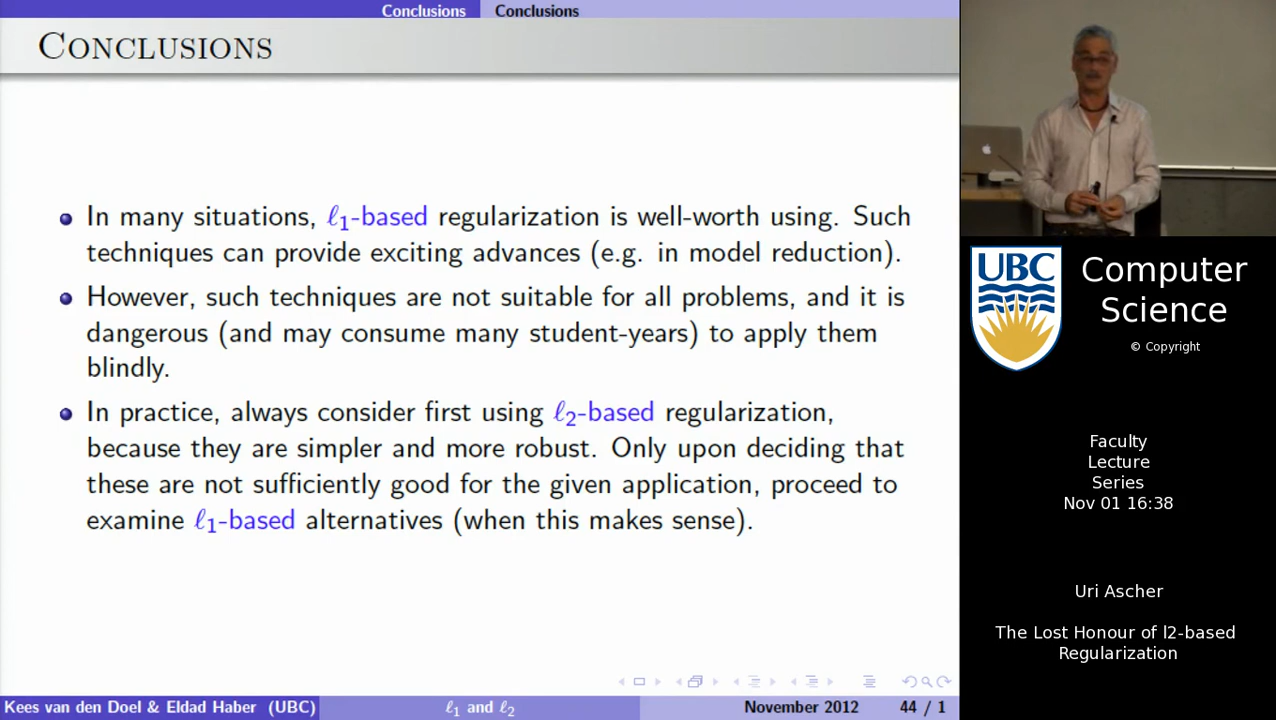 Conclusions Conclusions
Conclusions
In many situations, ℓ1-based regularization is well-worth using. Such
techniques can provide exciting advances (e.g. in model reduction).
However, such techniques are not suitable for all problems, and it is
dangerous (and may consume many student-years) to apply them
blindly.
In practice, always consider first using ℓ2-based regularization,
because they are simpler and more robust. Only upon deciding that
these are not sufficiently good for the given application, proceed to
examine ℓ1-based alternatives (when this makes sense).
Kees van den Doel & Eldad Haber (UBC) ℓ1 and ℓ2 November 2012 44 / 1
UBC
Computer
Science
© Copyright
Faculty
Lecture
Series
Nov 01 16:38
Uri Ascher
The Lost Honour of l2-based
Regularization